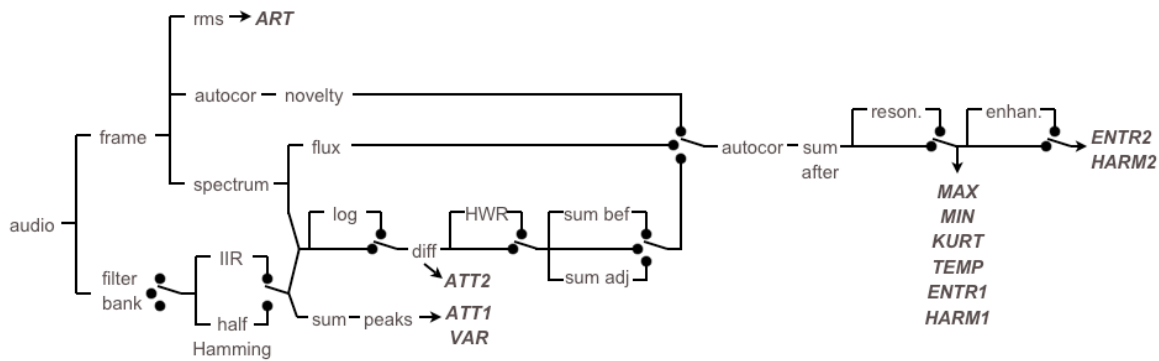 rms ART
autocor novelty
frame
flux
spectrum
audio
filter
bank
IIR
half
Hamming
log
diff
ATT2
HWR
sum bef
sum adj
sum peaks ATT1
VAR
autocor sum
after
reson.
enhan.
ENTR2
HARM2
MAX
MIN
KURT
TEMP
ENTR1
HARM1